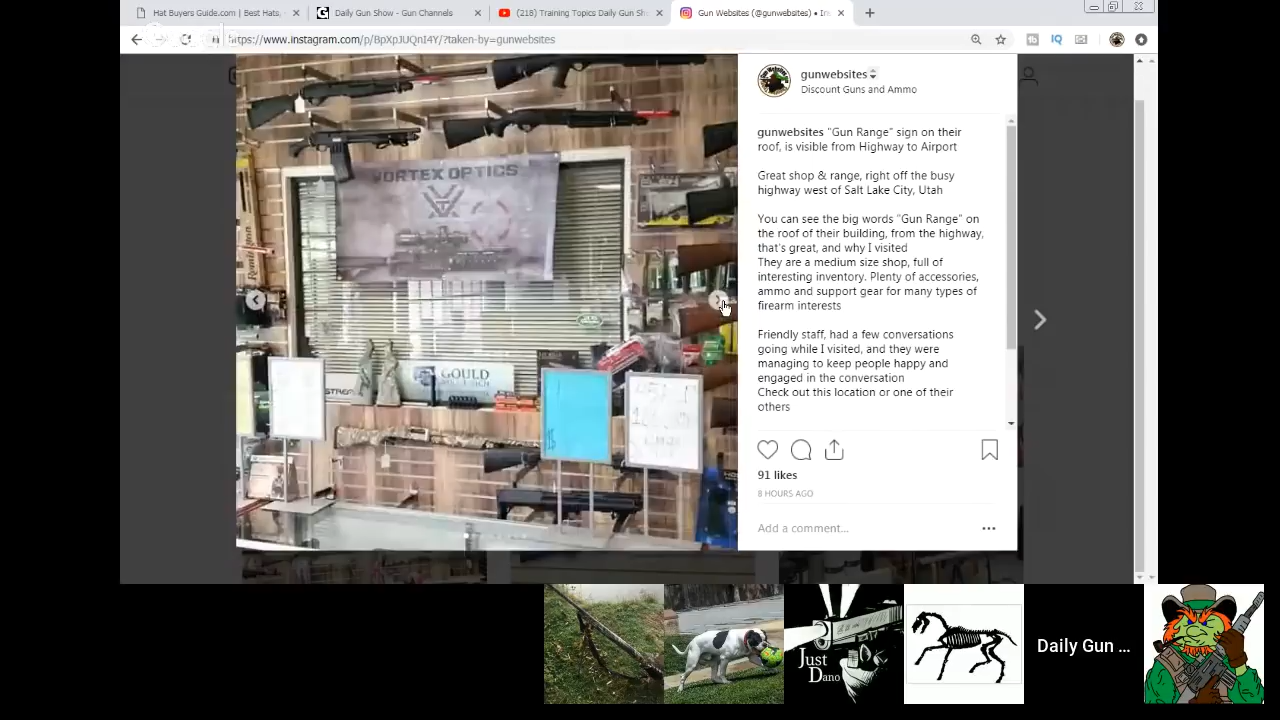 Hat Buyers Guide.com | Best Hats,
Daily Gun Show - Gun Channels
(218) Training Topics Daily Gun Sh
Gun Websites (@gunwebsites) • In
https://www.instagram.com/p/BpXpJUQnI4Y/?taken-by=gunwebsites
IQ
gunwebsites
Discount Guns and Ammo
gunwebsites "Gun Range" sign on their
roof, is visible from Highway to Airport
Great shop & range, right off the busy
highway west of Salt Lake City, Utah
You can see the big words "Gun Range" on
the roof of their building, from the highway,
that's great, and why I visited
They are a medium size shop, full of
interesting inventory. Plenty of accessories,
ammo and support gear for many types of
firearm interests
Friendly staff, had a few conversations
going while I visited, and they were
managing to keep people happy and
engaged in the conversation
Check out this location or one of their
others
91 likes
8 HOURS AGO
Add a comment...
VORTEX OPTICS
Remington
GOULD
Just
Dano
Daily Gun ...